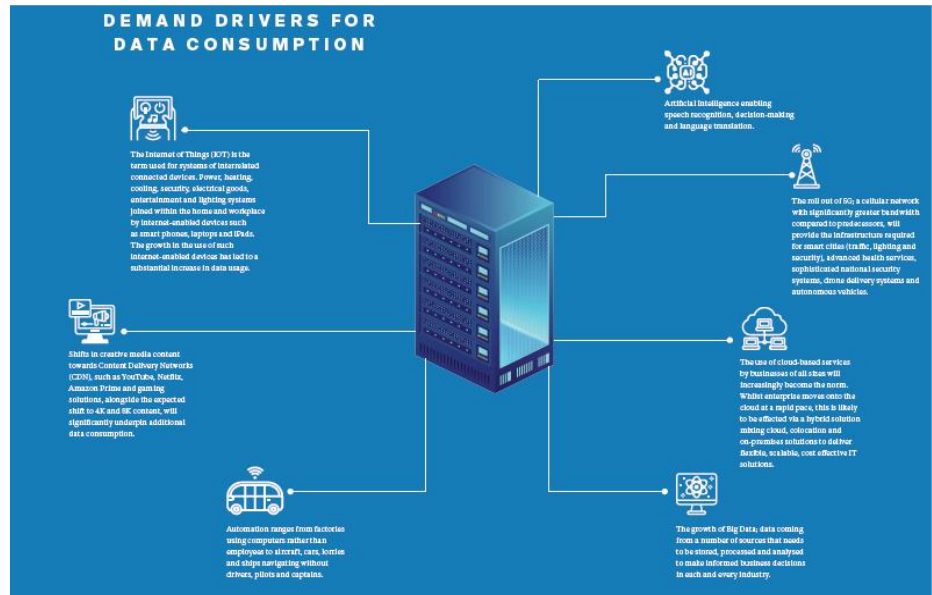 DEMAND DRIVERS FOR
DATA CONSUMPTION
The Internet of Things (IOT) is the
term used for systems of interrelated
connected devices. Power, heating,
cooling, security, electrical goods,
entertainment and lighting systems
joined within the home and workplace
by internet-enabled devices such
as smart phones, laptops and iPads.
The growth in the use of such
internet-enabled devices has led to a
substantial increase in data usage.
Shifts in creative media content
towards Content Delivery Networks
(CDN), such as YouTube, Netflix,
Amazon Prime and gaming
solutions, alongside the expected
shift to 4K and 8K content, will
significantly underpin additional
data consumption.
Automation ranges from factories
using computers rather than
employees to aircraft, cars, lorries
and ships navigating without
drivers, pilots and captains.
AI
Artificial Intelligence enabling
speech recognition, decision-making
and language translation.
The roll out of 5G; a cellular network
with significantly greater bandwidth
compared to predecessors, will
provide the infrastructure required
for smart cities (traffic, lighting and
security), advanced health services,
sophisticated national security
systems, drone delivery systems and
autonomous vehicles.
The use of cloud-based services
by businesses of all sizes will
increasingly become the norm.
Whilst enterprise moves onto the
cloud at a rapid pace, this is likely
to be effected via a hybrid solution
mixing cloud, colocation and
on-premises solutions to deliver
flexible, scalable, cost effective IT
solutions.
The growth of Big Data; data coming
from a number of sources that needs
to be stored, processed and analysed
to make informed business decisions
in each and every industry.